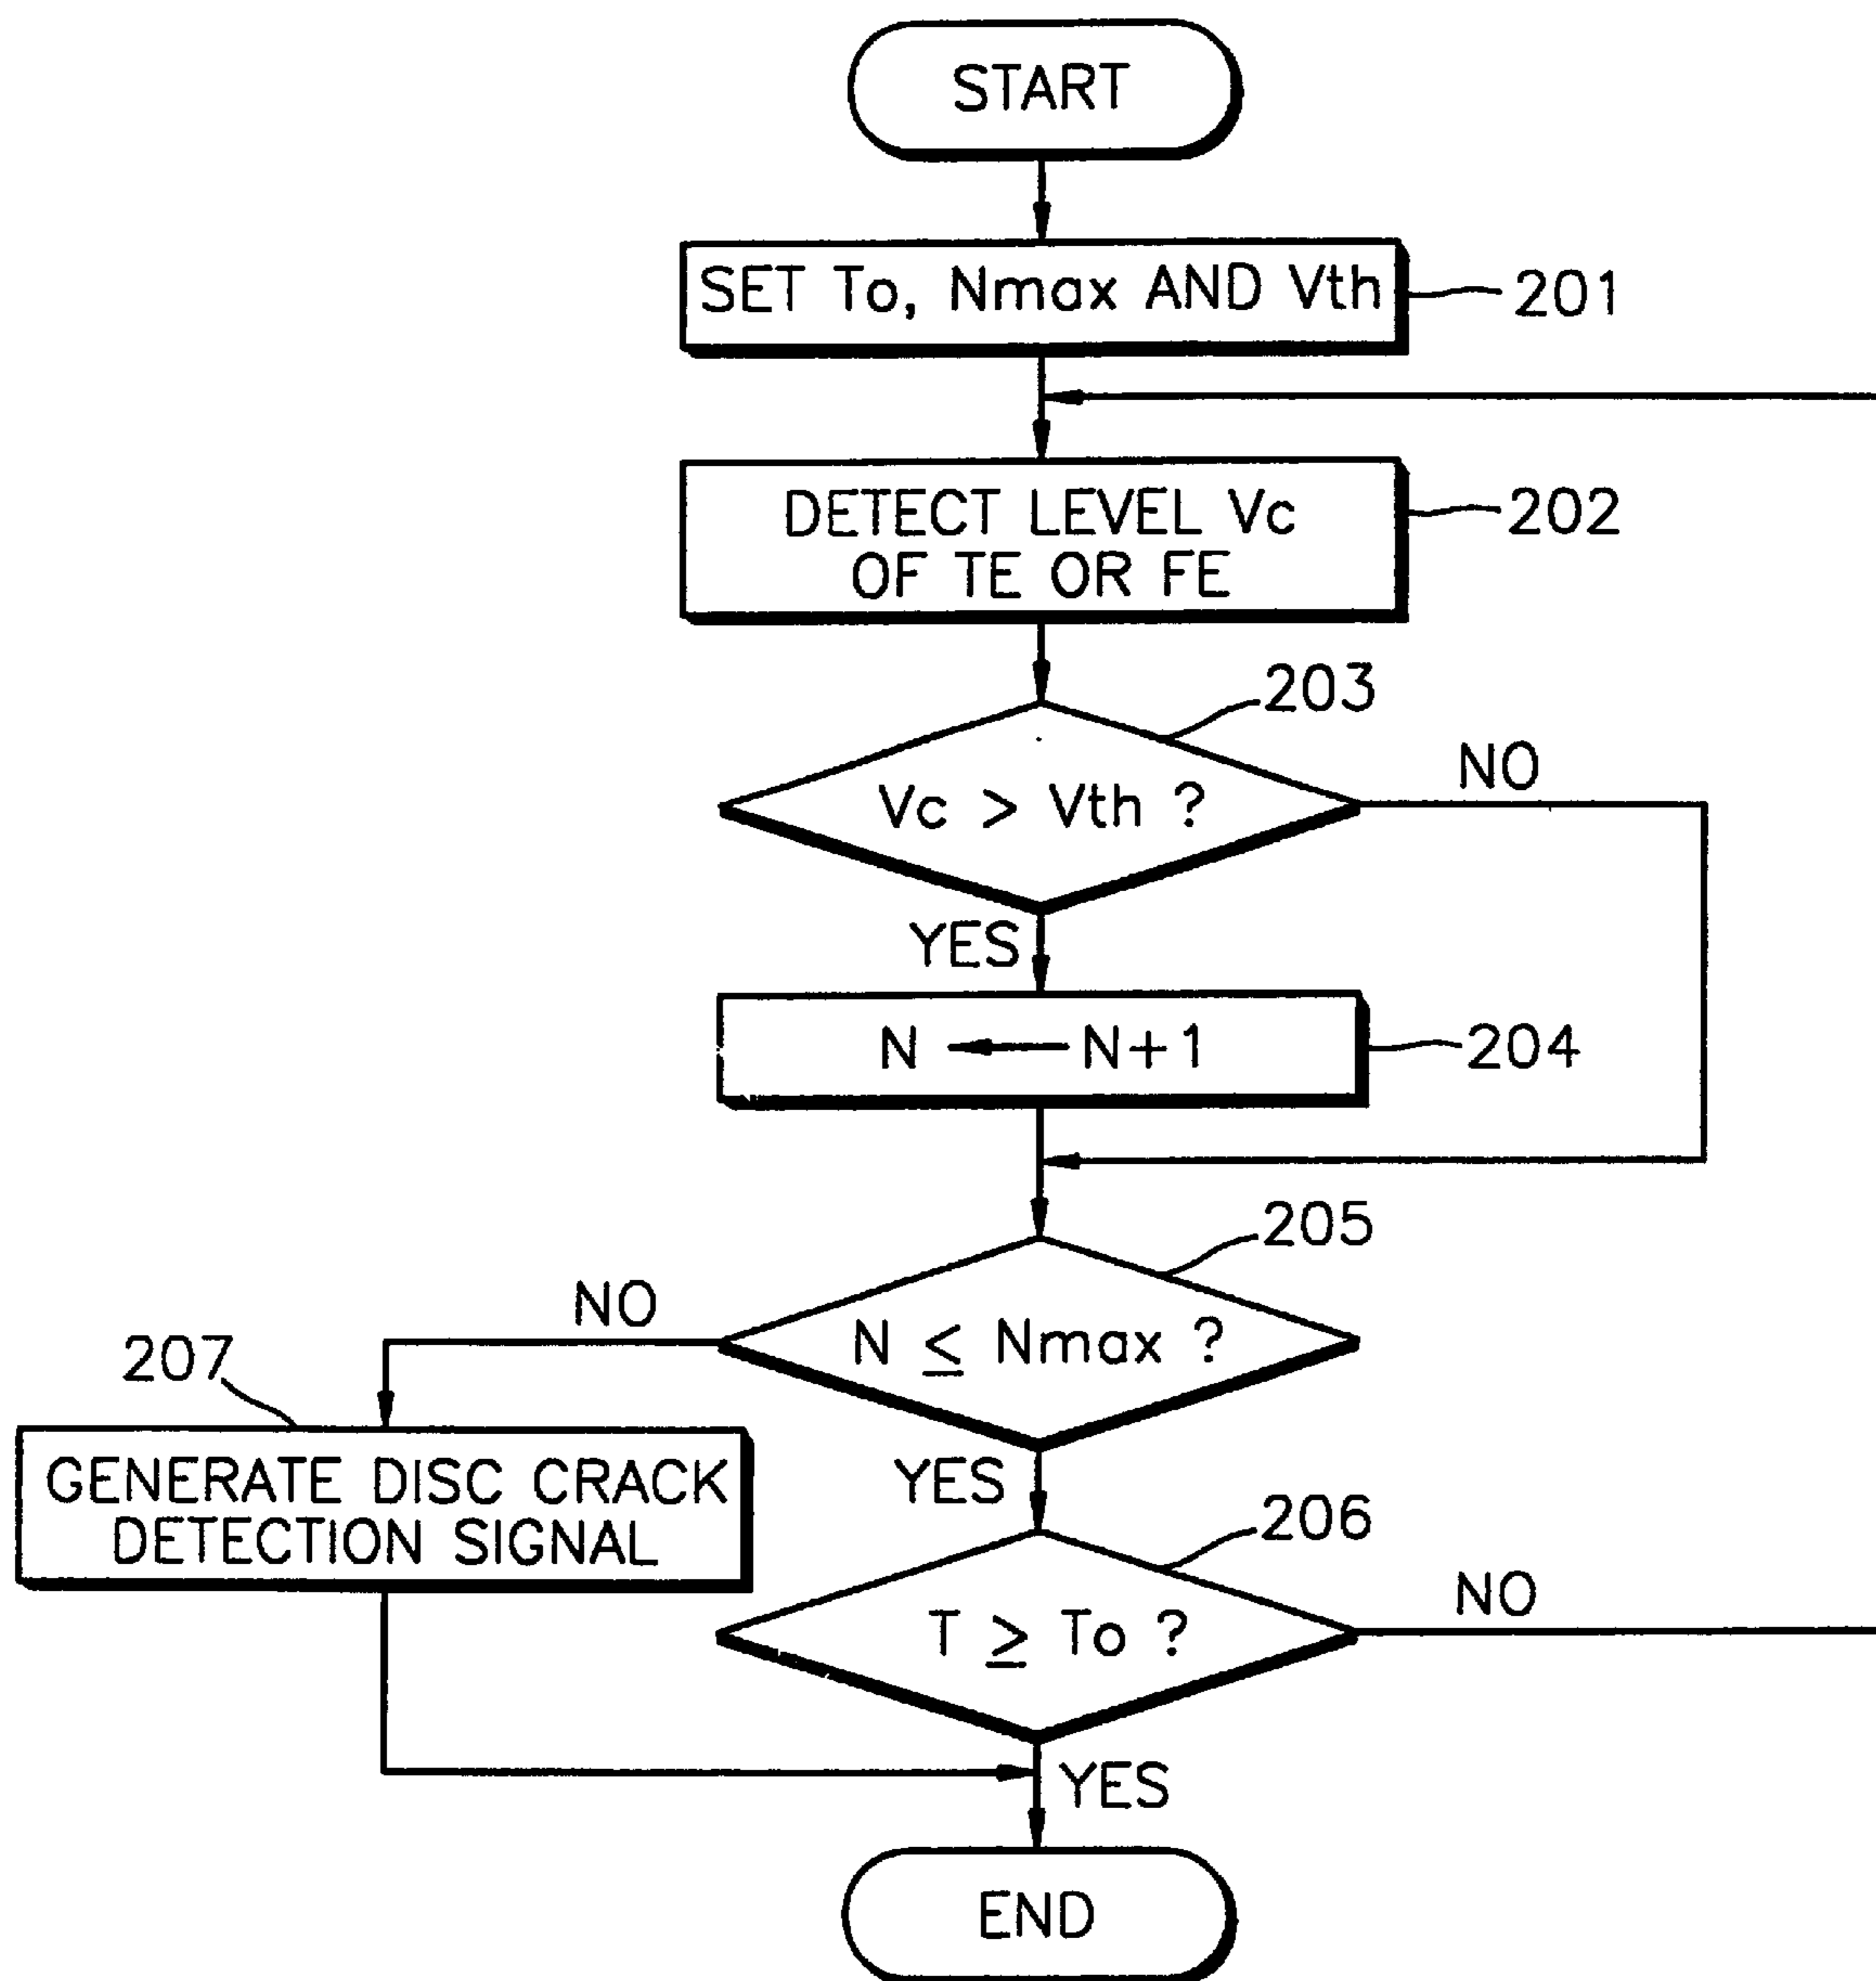 START
SET To, Nmax AND Vth
201
DETECT LEVEL Vc
OF TE OR FE
202
203
Vc > Vth ?
NO
YES
N ← N+1
204
205
N ≤ Nmax ?
NO
YES
207
GENERATE DISC CRACK
DETECTION SIGNAL
206
T ≥ To ?
NO
YES
END